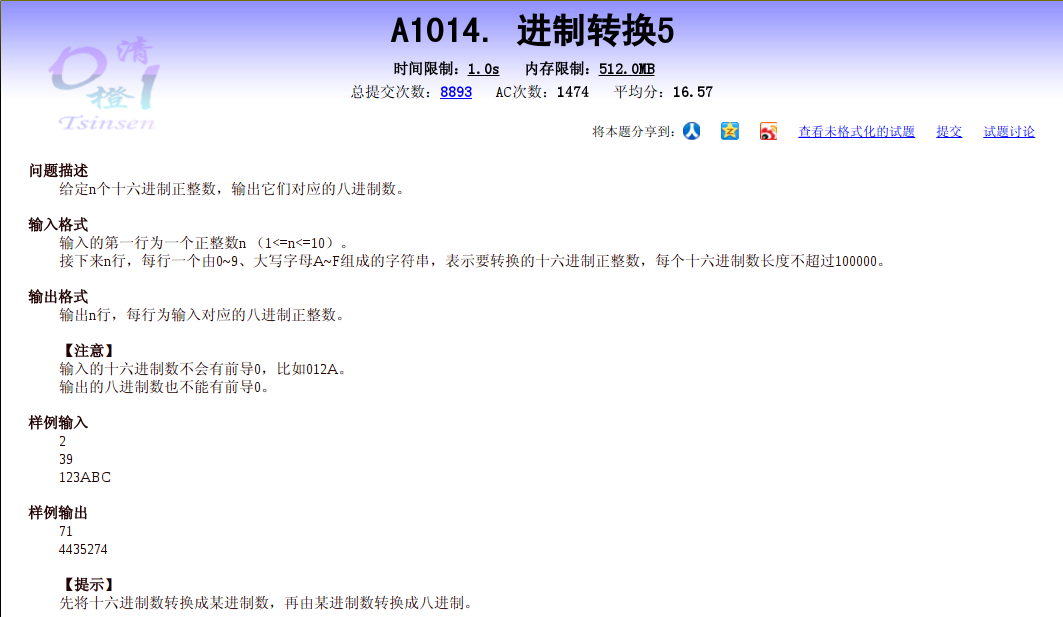 A1014. 进制转换5
清
橙
Tsinsen
时间限制：1.0s 内存限制：512.0MB
总提交次数：8893 AC次数：1474 平均分：16.57
将本题分享到： 查看未格式化的试题 提交 试题讨论
问题描述
给定n个十六进制正整数，输出它们对应的八进制数。
输入格式
输入的第一行为一个正整数n （1<=n<=10）。
接下来n行，每行一个由0~9、大写字母A~F组成的字符串，表示要转换的十六进制正整数，每个十六进制数长度不超过100000。
输出格式
输出n行，每行为输入对应的八进制正整数。
【注意】
输入的十六进制数不会有前导0，比如012A。
输出的八进制数也不能有前导0。
样例输入
2
39
123ABC
样例输出
71
4435274
【提示】
先将十六进制数转换成某进制数，再由某进制数转换成八进制。